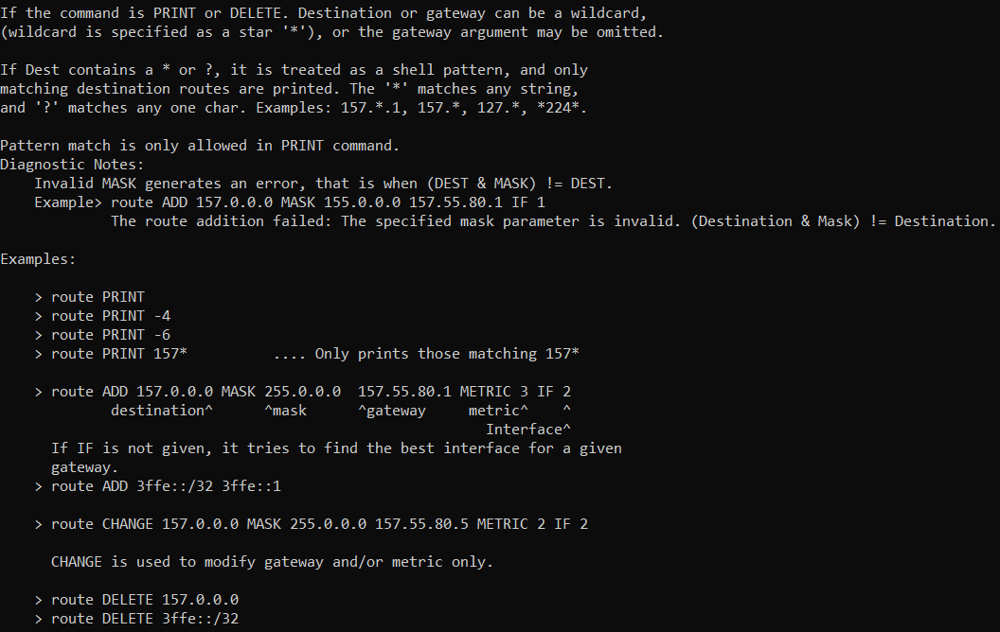 If the command is PRINT or DELETE. Destination or gateway can be a wildcard,
(wildcard is specified as a star '*'), or the gateway argument may be omitted.

If Dest contains a * or ?, it is treated as a shell pattern, and only
matching destination routes are printed. The '*' matches any string,
and '?' matches any one char. Examples: 157.*.1, 157.*, 127.*, *224*.

Pattern match is only allowed in PRINT command.
Diagnostic Notes:
    Invalid MASK generates an error, that is when (DEST & MASK) != DEST.
    Example> route ADD 157.0.0.0 MASK 155.0.0.0 157.55.80.1 IF 1
             The route addition failed: The specified mask parameter is invalid. (Destination & Mask) != Destination.

Examples:

    > route PRINT
    > route PRINT -4
    > route PRINT -6
    > route PRINT 157*          .... Only prints those matching 157*

    > route ADD 157.0.0.0 MASK 255.0.0.0  157.55.80.1 METRIC 3 IF 2
             destination^      ^mask      ^gateway     metric^    ^
                                                         Interface^
      If IF is not given, it tries to find the best interface for a given
      gateway.
    > route ADD 3ffe::/32 3ffe::1

    > route CHANGE 157.0.0.0 MASK 255.0.0.0 157.55.80.5 METRIC 2 IF 2

      CHANGE is used to modify gateway and/or metric only.

    > route DELETE 157.0.0.0
    > route DELETE 3ffe::/32